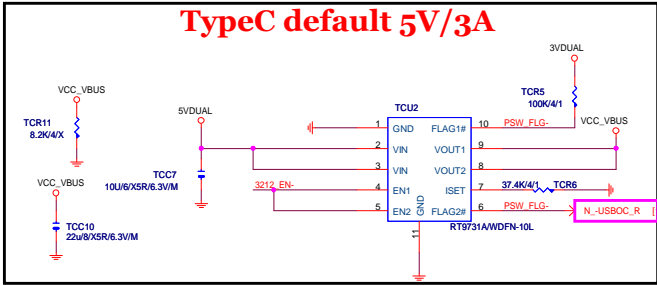 TypeC default 5V/3A
3VDUAL
VCC_VBUS
TCR11
8.2K/4/X
5VDUAL
TCU2
TCR5
100K/4/1
VCC_VBUS
1 GND FLAG1# 10 PSW_FLG-
2 VIN VOUT1 9
3 VIN VOUT2 8
TCC7
10U/6/X5R/6.3V/M
3212_EN-
4 EN1 ISET 7 37.4K/4/1 TCR6
5 EN2 GND FLAG2# 6 PSW_FLG- N_-USBOC_R [
11
RT9731A/WDFN-10L
VCC_VBUS
TCC10
22u/8/X5R/6.3V/M